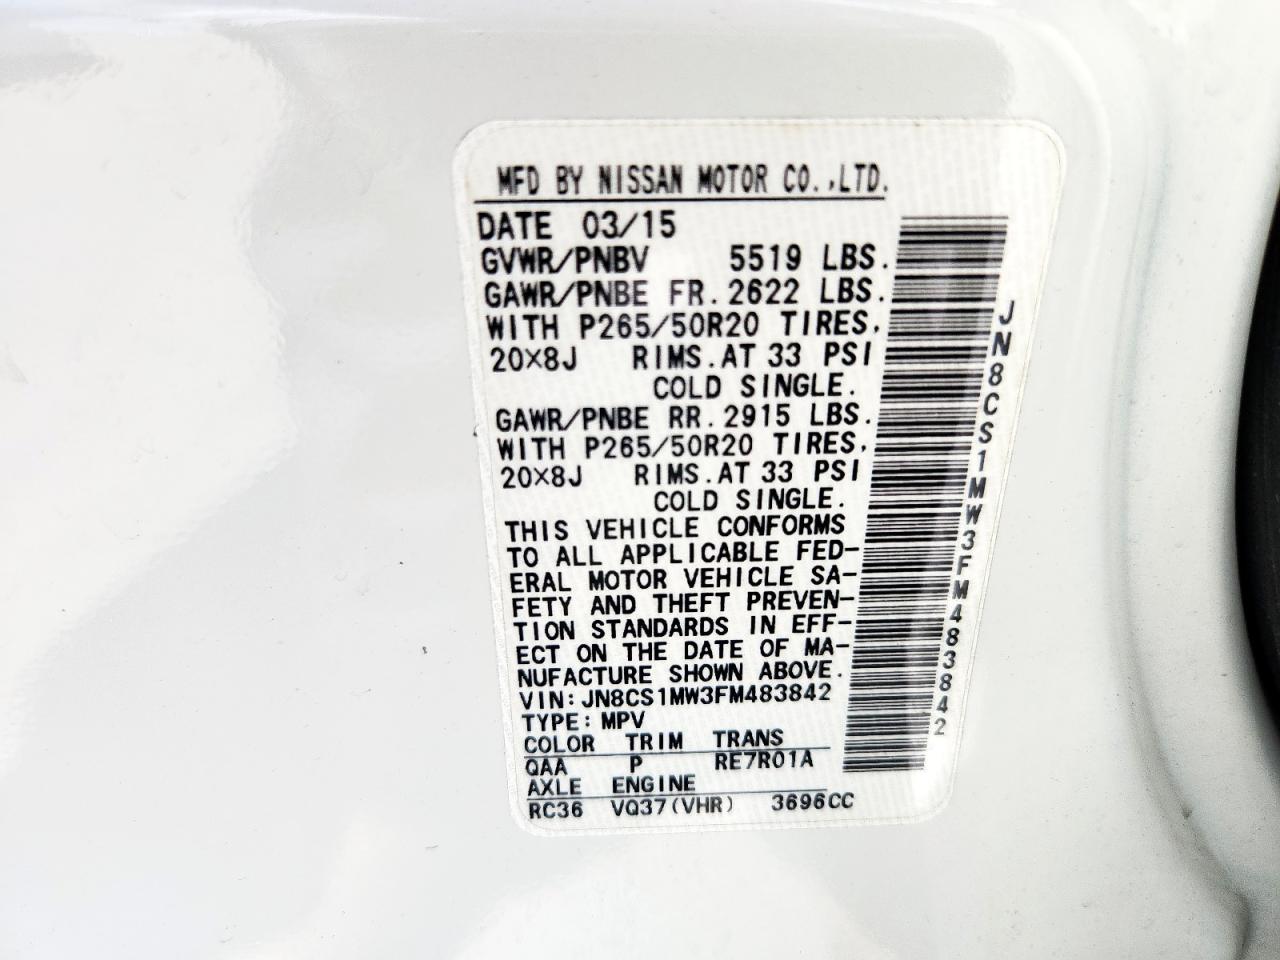 MFD BY NISSAN MOTOR CO.,LTD.
DATE 03/15
GVWR/PNBV 5519 LBS.
GAWR/PNBE FR. 2622 LBS.
WITH P265/50R20 TIRES,
20×8J RIMS. AT 33 PSI
COLD SINGLE.
GAWR/PNBE RR. 2915 LBS.
WITH P265/50R20 TIRES,
20×8J RIMS. AT 33 PSI
COLD SINGLE.
THIS VEHICLE CONFORMS
TO ALL APPLICABLE FED-
ERAL MOTOR VEHICLE SA-
FETY AND THEFT PREVEN-
TION STANDARDS IN EFF-
ECT ON THE DATE OF MA-
NUFACTURE SHOWN ABOVE.
VIN: JN8CS1MW3FM483842
TYPE: MPV
COLOR TRIM TRANS
QAA P RE7R01A
AXLE ENGINE
RC36 VQ37(VHR) 3696CC
JN8CS1MW3FM483842